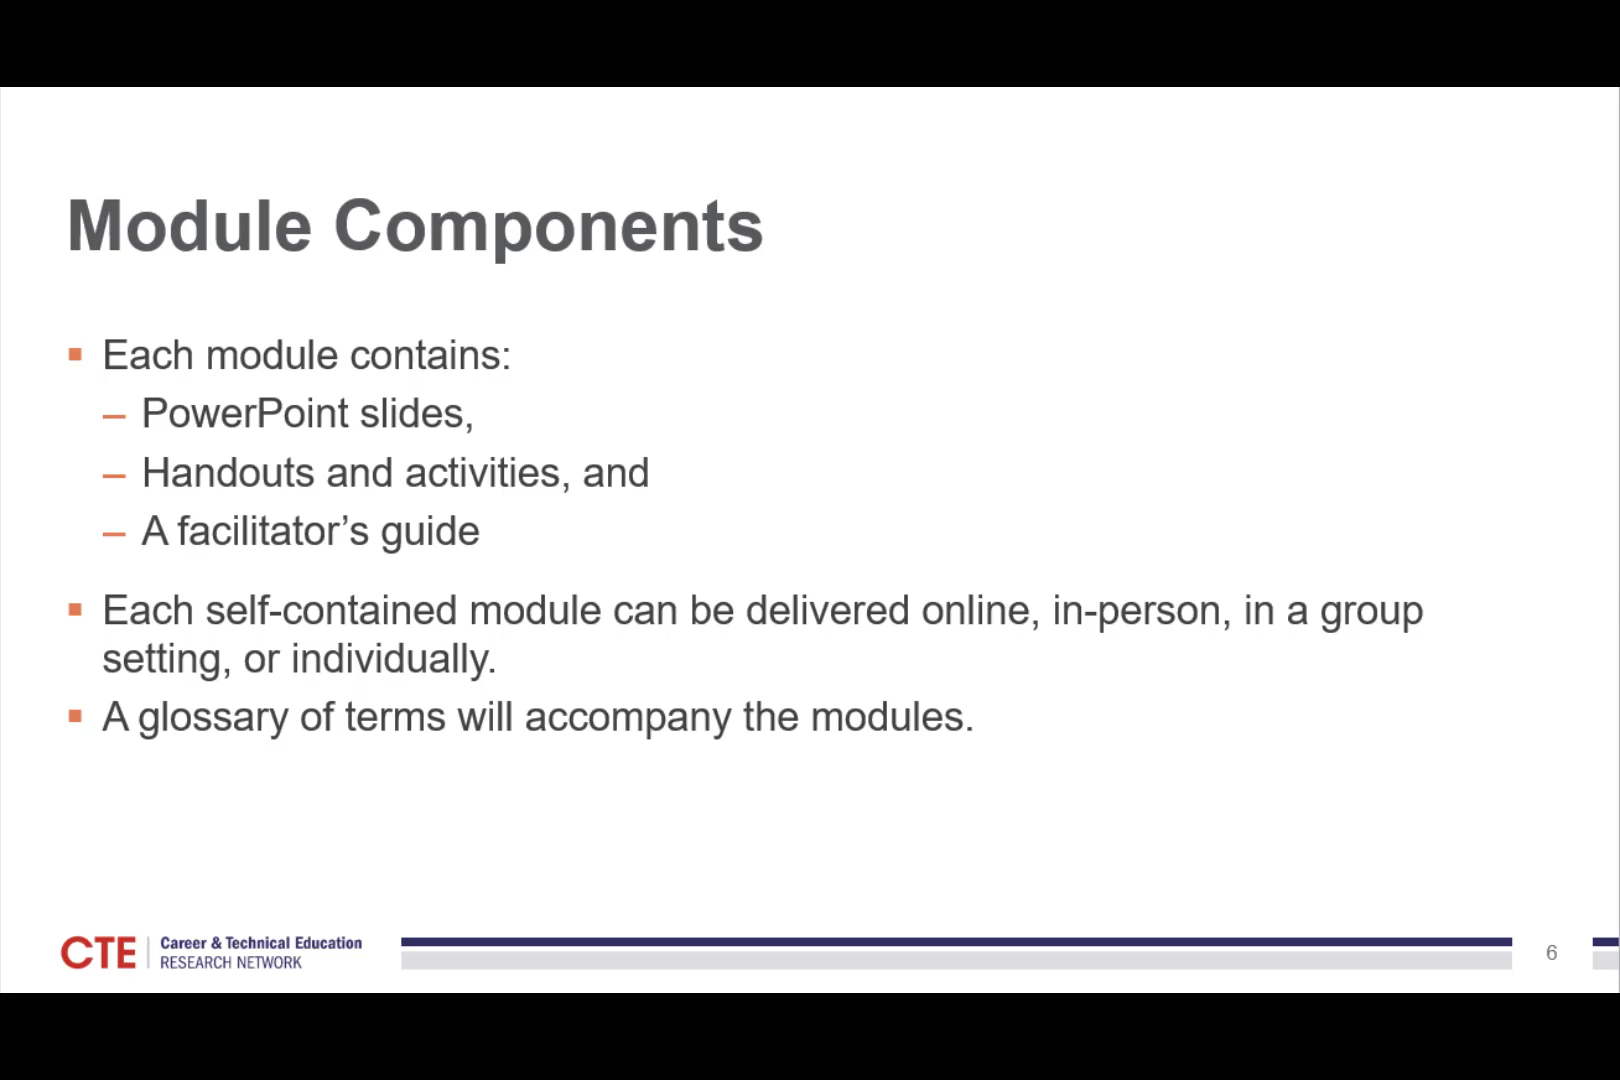 Module Components
Each module contains:
– PowerPoint slides,
– Handouts and activities, and
– A facilitator’s guide
Each self-contained module can be delivered online, in-person, in a group
setting, or individually.
A glossary of terms will accompany the modules.
CTE
Career & Technical Education
RESEARCH NETWORK
6